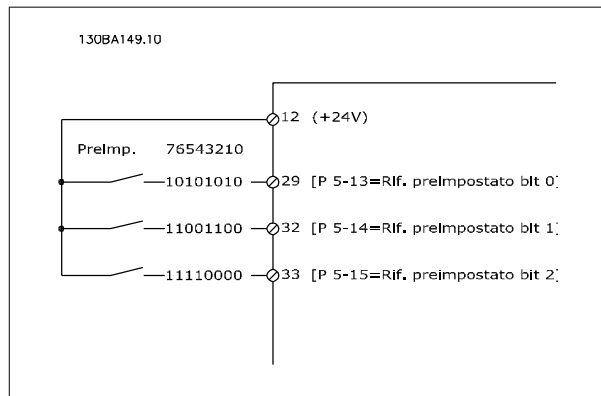 130BA149.10
12 (+24V)
PreImp. 76543210
10101010 29 [P 5-13=RIf. preImpostato bIt 0]
11001100 32 [P 5-14=RIf. preImpostato bIt 1]
11110000 33 [P 5-15=RIf. preImpostato bIt 2]